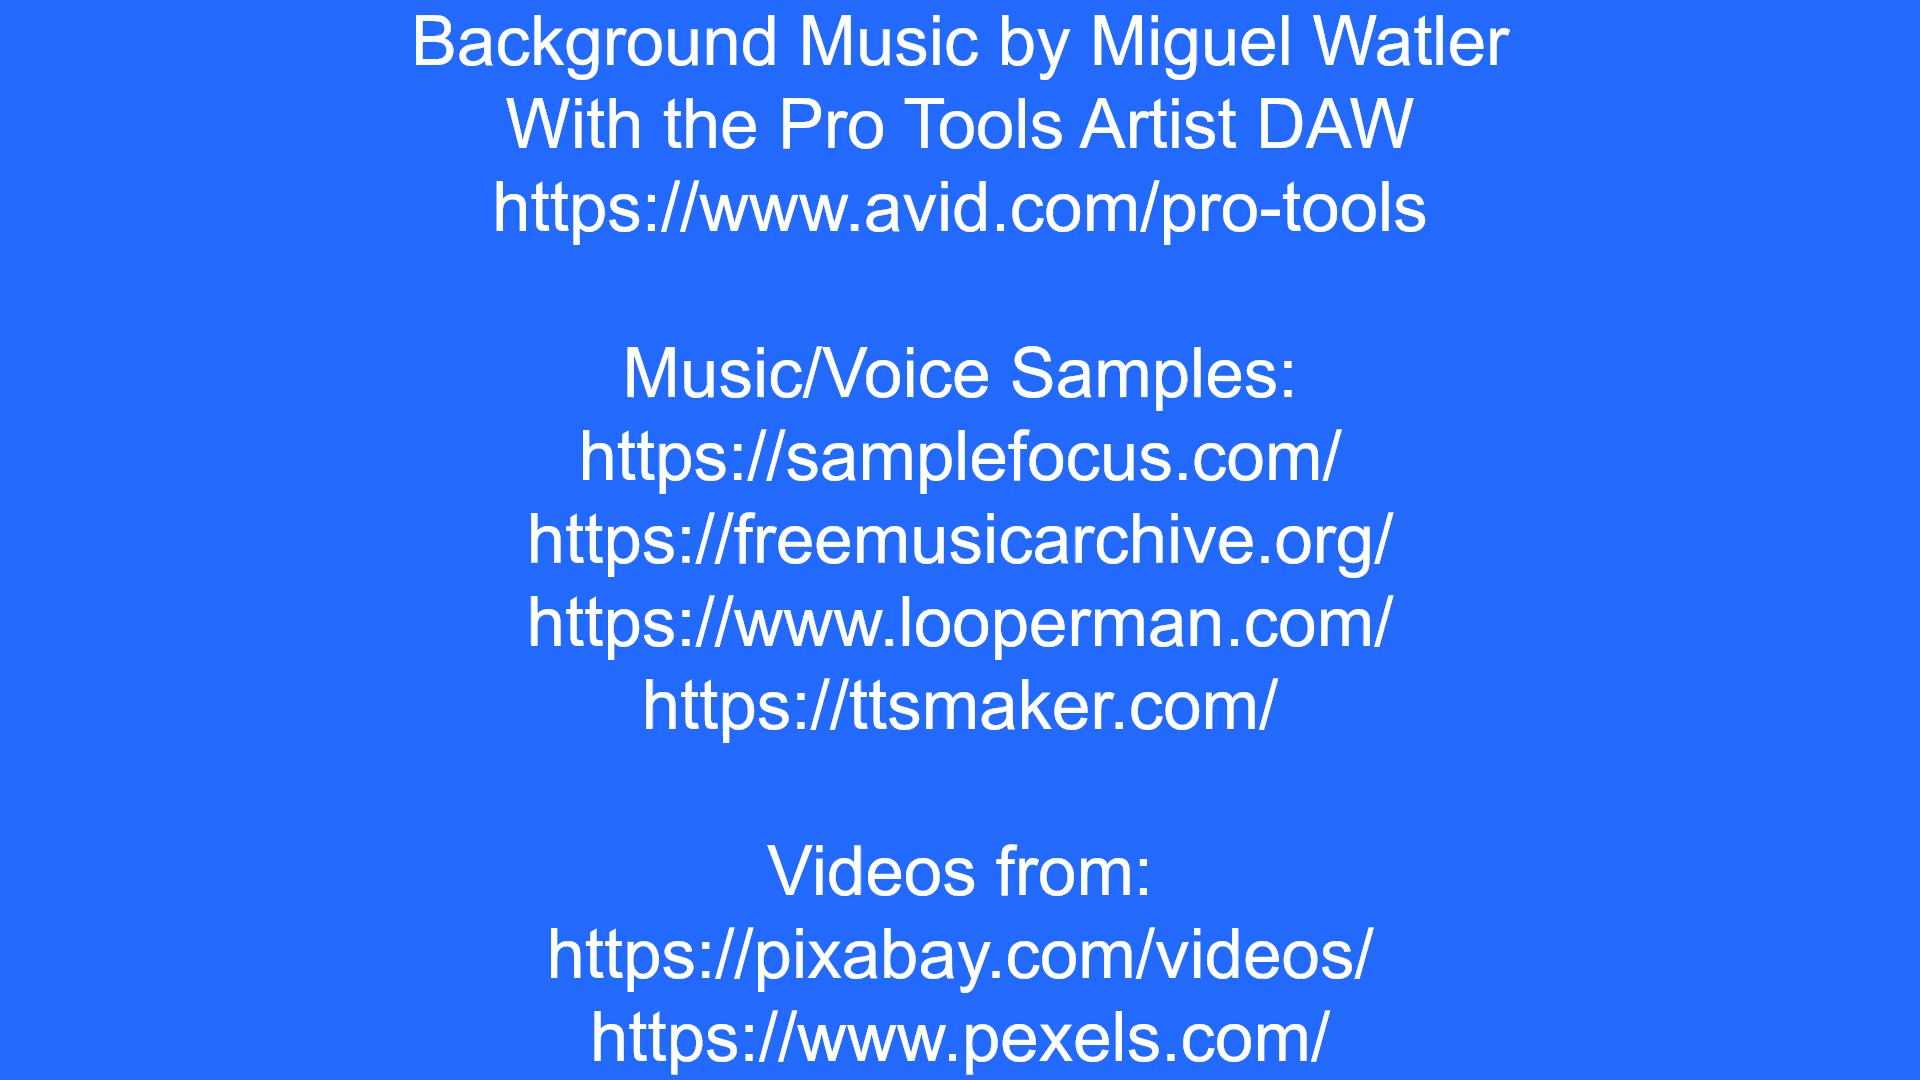 Background Music by Miguel Watler
With the Pro Tools Artist DAW
https://www.avid.com/pro-tools
Music/Voice Samples:
https://samplefocus.com/
https://freemusicarchive.org/
https://www.looperman.com/
https://ttsmaker.com/
Videos from:
https://pixabay.com/videos/
https://www.pexels.com/